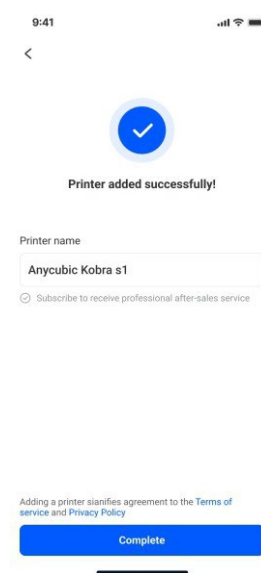 9:41
Printer added successfully!
Printer name
Anycubic Kobra s1
Subscribe to receive professional after-sales service
Adding a printer sianifies agreement to the Terms of
service and Privacy Policy
Complete